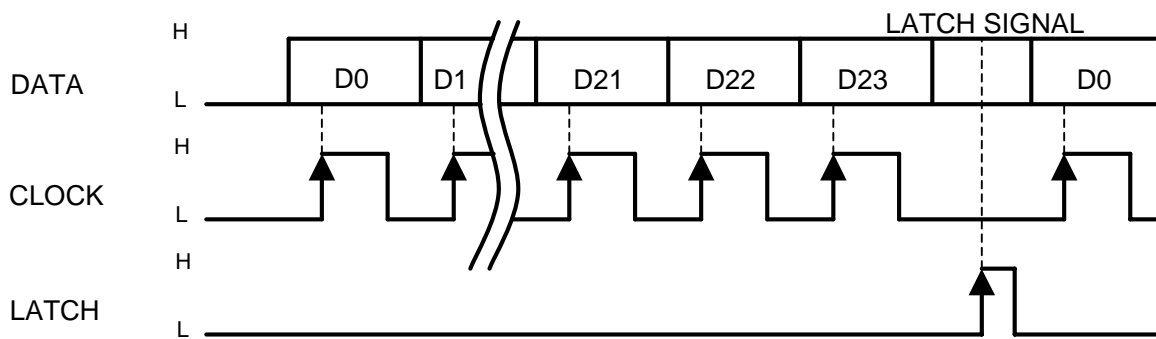 LATCH SIGNAL
H
DATA
D0 D1 D21 D22 D23 D0
L
H
CLOCK
L
H
LATCH
L